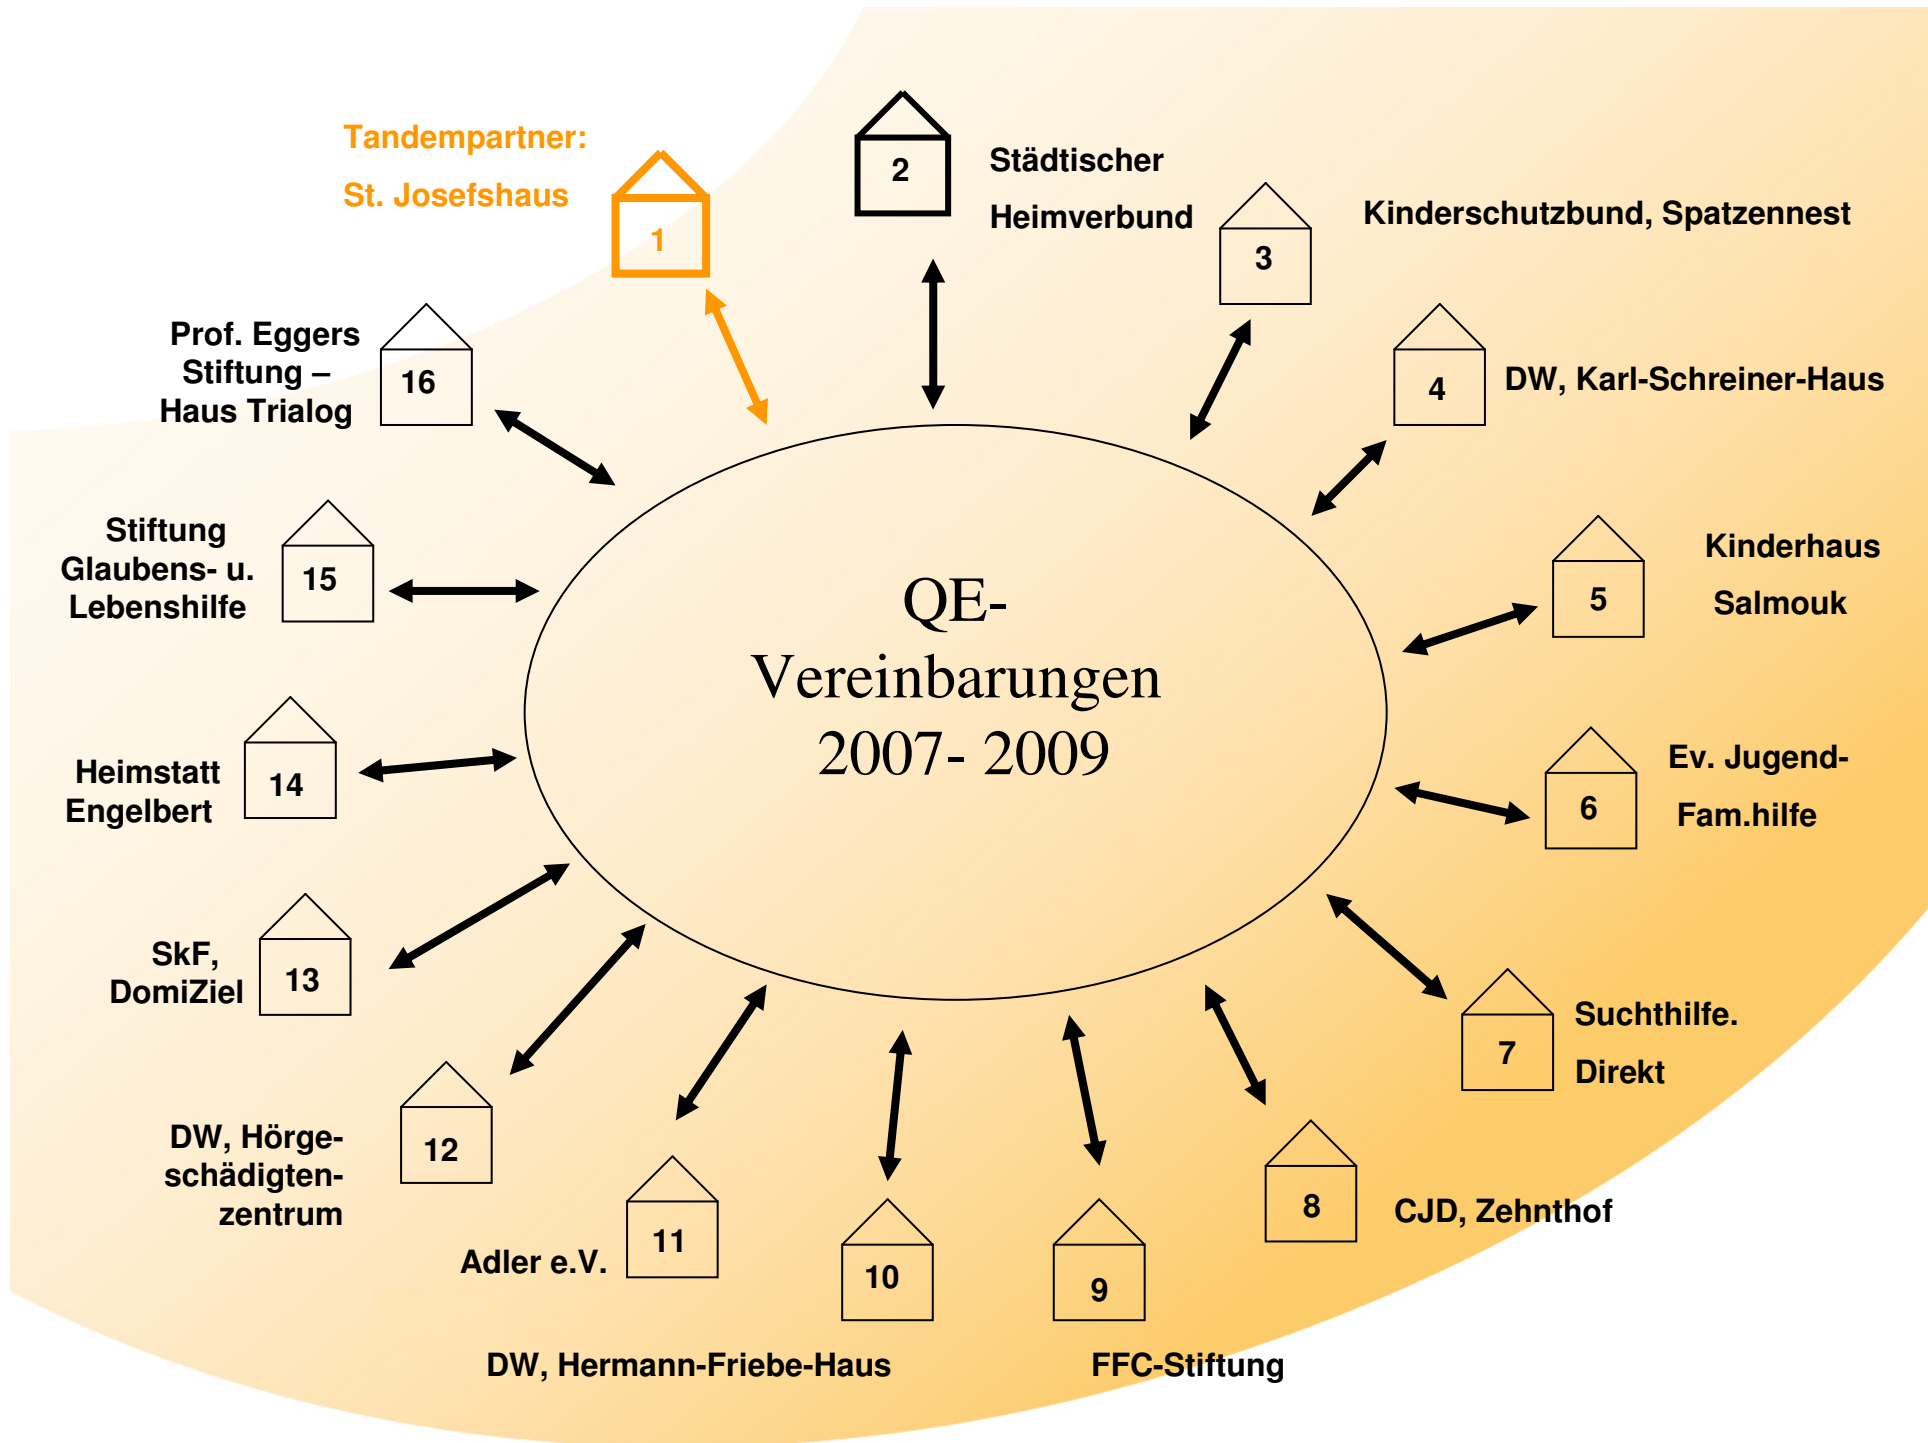 Tandempartner:
St. Josefshaus
1
2
Städtischer
Heimverbund
3
Kinderschutzbund, Spatzennest
4
DW, Karl-Schreiner-Haus
5
Kinderhaus
Salmouk
6
Ev. Jugend-
Fam.hilfe
7
Suchthilfe.
Direkt
8
CJD, Zehnthof
9
FFC-Stiftung
10
DW, Hermann-Friebe-Haus
11
Adler e.V.
12
DW, Hörge-
schädigten-
zentrum
13
SkF,
DomiZiel
14
Heimstatt
Engelbert
15
Stiftung
Glaubens- u.
Lebenshilfe
16
Prof. Eggers
Stiftung –
Haus Trialog
QE-
Vereinbarungen
2007- 2009